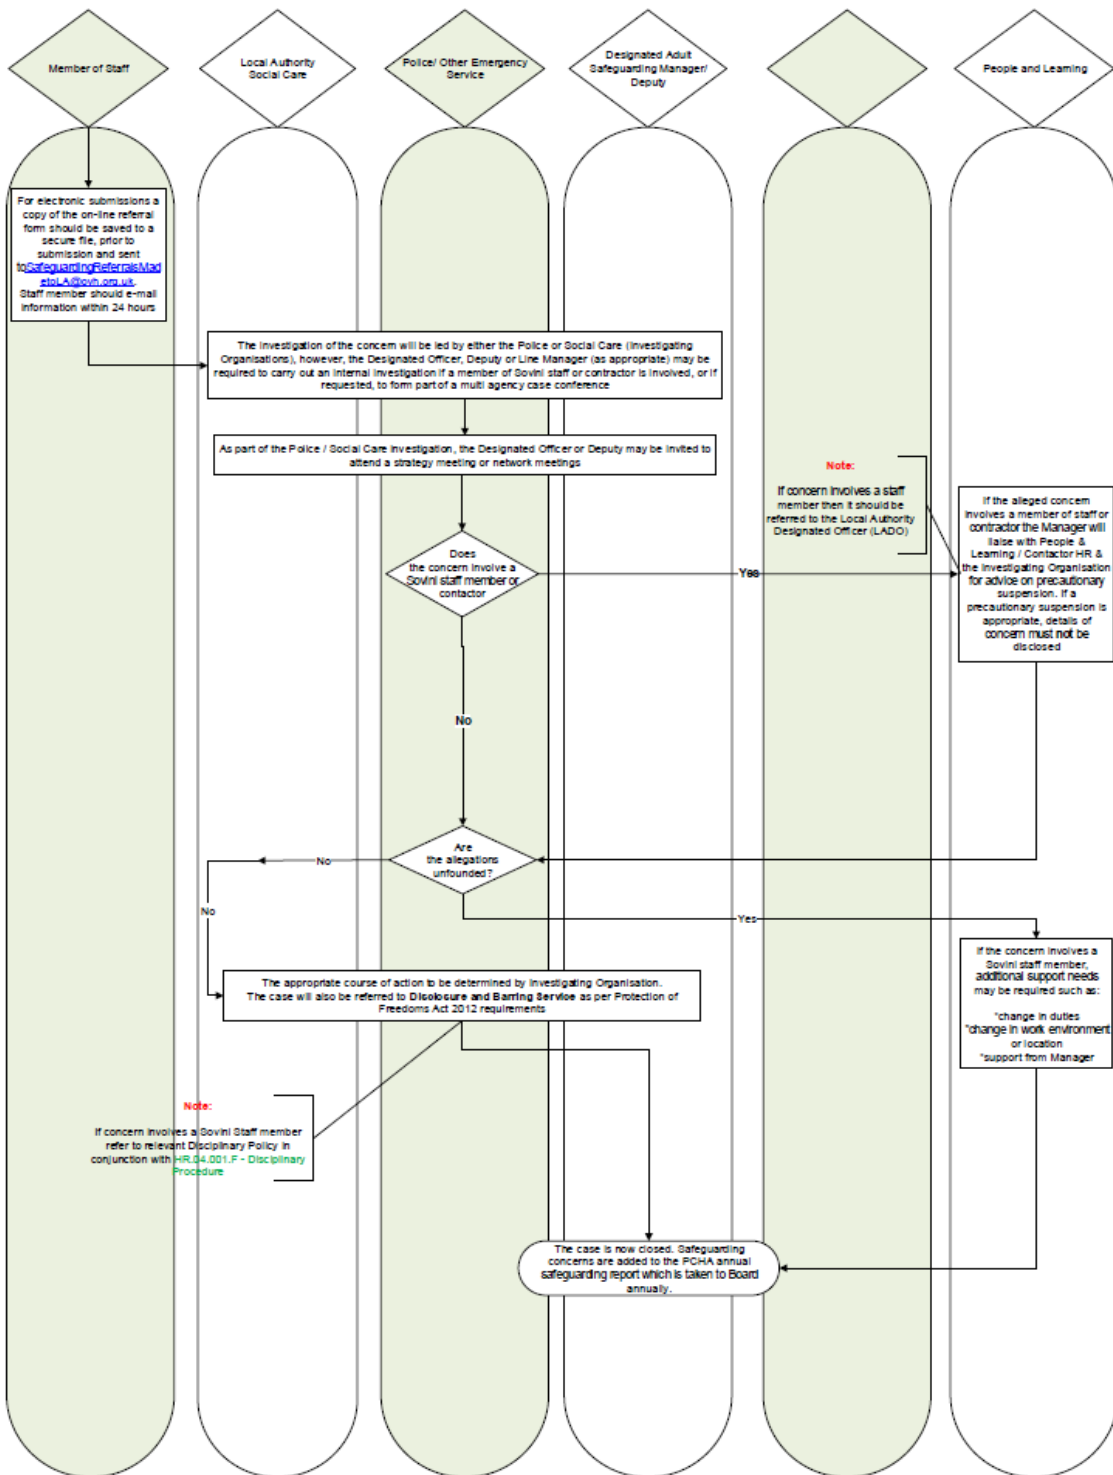 Member of Staff
Local Authority
Social Care
Police/ Other Emergency
Service
Designated Adult
Safeguarding Manager/
Deputy
People and Learning
For electronic submissions a
copy of the on-line referral
form should be saved to a
secure file, prior to
submission and sent
toSafeguardingReferralsMad
etoLA@ovh.org.uk.
Staff member should e-mail
information within 24 hours
The investigation of the concern will be led by either the Police or Social Care (Investigating
Organisations), however, the Designated Officer, Deputy or Line Manager (as appropriate) may be
required to carry out an internal investigation if a member of Sovini staff or contractor is involved, or if
requested, to form part of a multi agency case conference
As part of the Police / Social Care investigation, the Designated Officer or Deputy may be invited to
attend a strategy meeting or network meetings
Note:
If concern involves a staff
member then it should be
referred to the Local Authority
Designated Officer (LADO)
If the alleged concern
involves a member of staff or
contractor the Manager will
liaise with People &
Learning / Contactor HR &
the Investigating Organisation
for advice on precautionary
suspension. If a
precautionary suspension is
appropriate, details of
concern must not be
disclosed
Does
the concern involve a
Sovini staff member or
contactor
Yes
No
Are
the allegations
unfounded?
No
No
Yes
If the concern involves a
Sovini staff member,
additional support needs
may be required such as:
*change in duties
*change in work environment
or location
*support from Manager
The appropriate course of action to be determined by Investigating Organisation.
The case will also be referred to Disclosure and Barring Service as per Protection of
Freedoms Act 2012 requirements
Note:
If concern involves a Sovini Staff member
refer to relevant Disciplinary Policy in
conjunction with HR.04.001.F - Disciplinary
Procedure
The case is now closed. Safeguarding
concerns are added to the PCHA annual
safeguarding report which is taken to Board
annually.